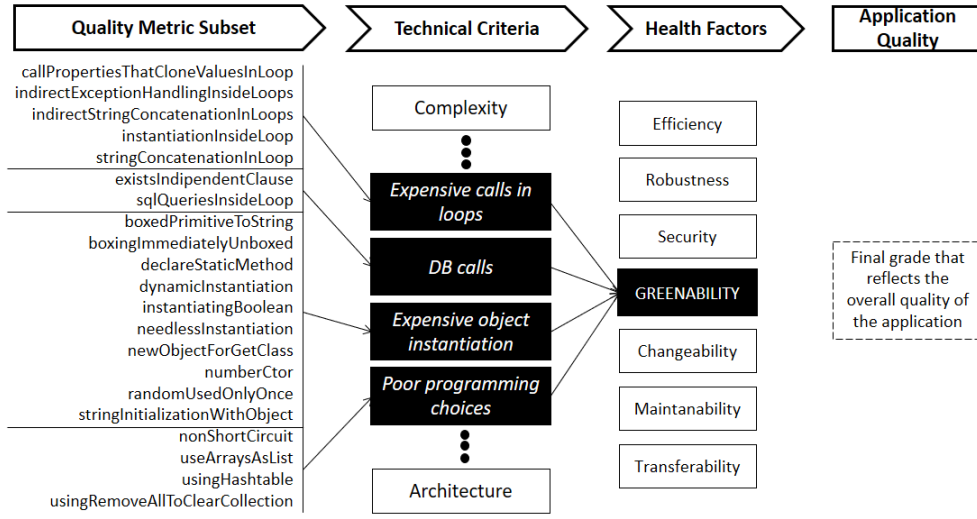 Quality Metric Subset
Technical Criteria
Health Factors
Application
Quality
callPropertiesThatCloneValuesInLoop
indirectExceptionHandlingInsideLoops
indirectStringConcatenationInLoops
instantiationInsideLoop
stringConcatenationInLoop
existsIndipendentClause
sqlQueriesInsideLoop
boxedPrimitiveToString
boxingImmediatelyUnboxed
declareStaticMethod
dynamicInstantiation
instantiatingBoolean
needlessInstantiation
newObjectForGetClass
numberCtor
randomUsedOnlyOnce
stringInitializationWithObject
nonShortCircuit
useArraysAsList
usingHashtable
usingRemoveAllToClearCollection
Complexity
Expensive calls in
loops
DB calls
Expensive object
instantiation
Poor programming
choices
Architecture
Efficiency
Robustness
Security
GREENABILITY
Changeability
Maintanability
Transferability
Final grade that
reflects the
overall quality of
the application